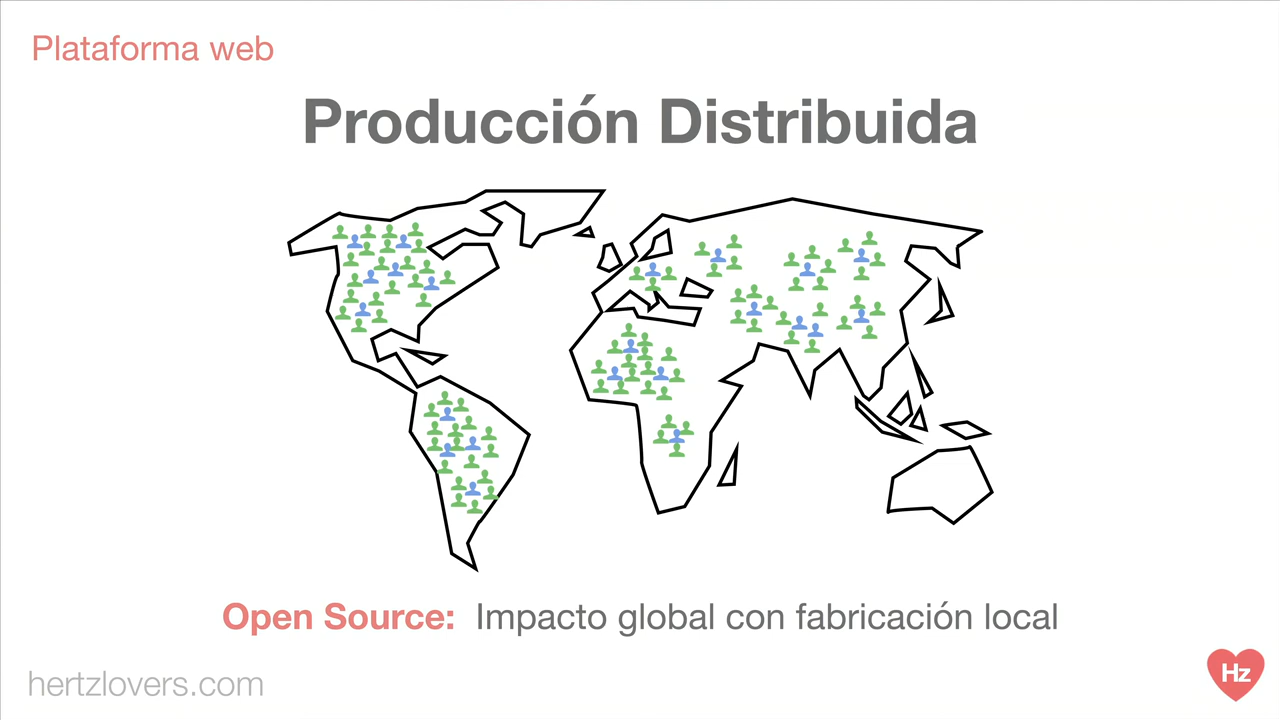 Plataforma web
Producción Distribuida
Open Source: Impacto global con fabricación local
hertzlovers.com
Hz